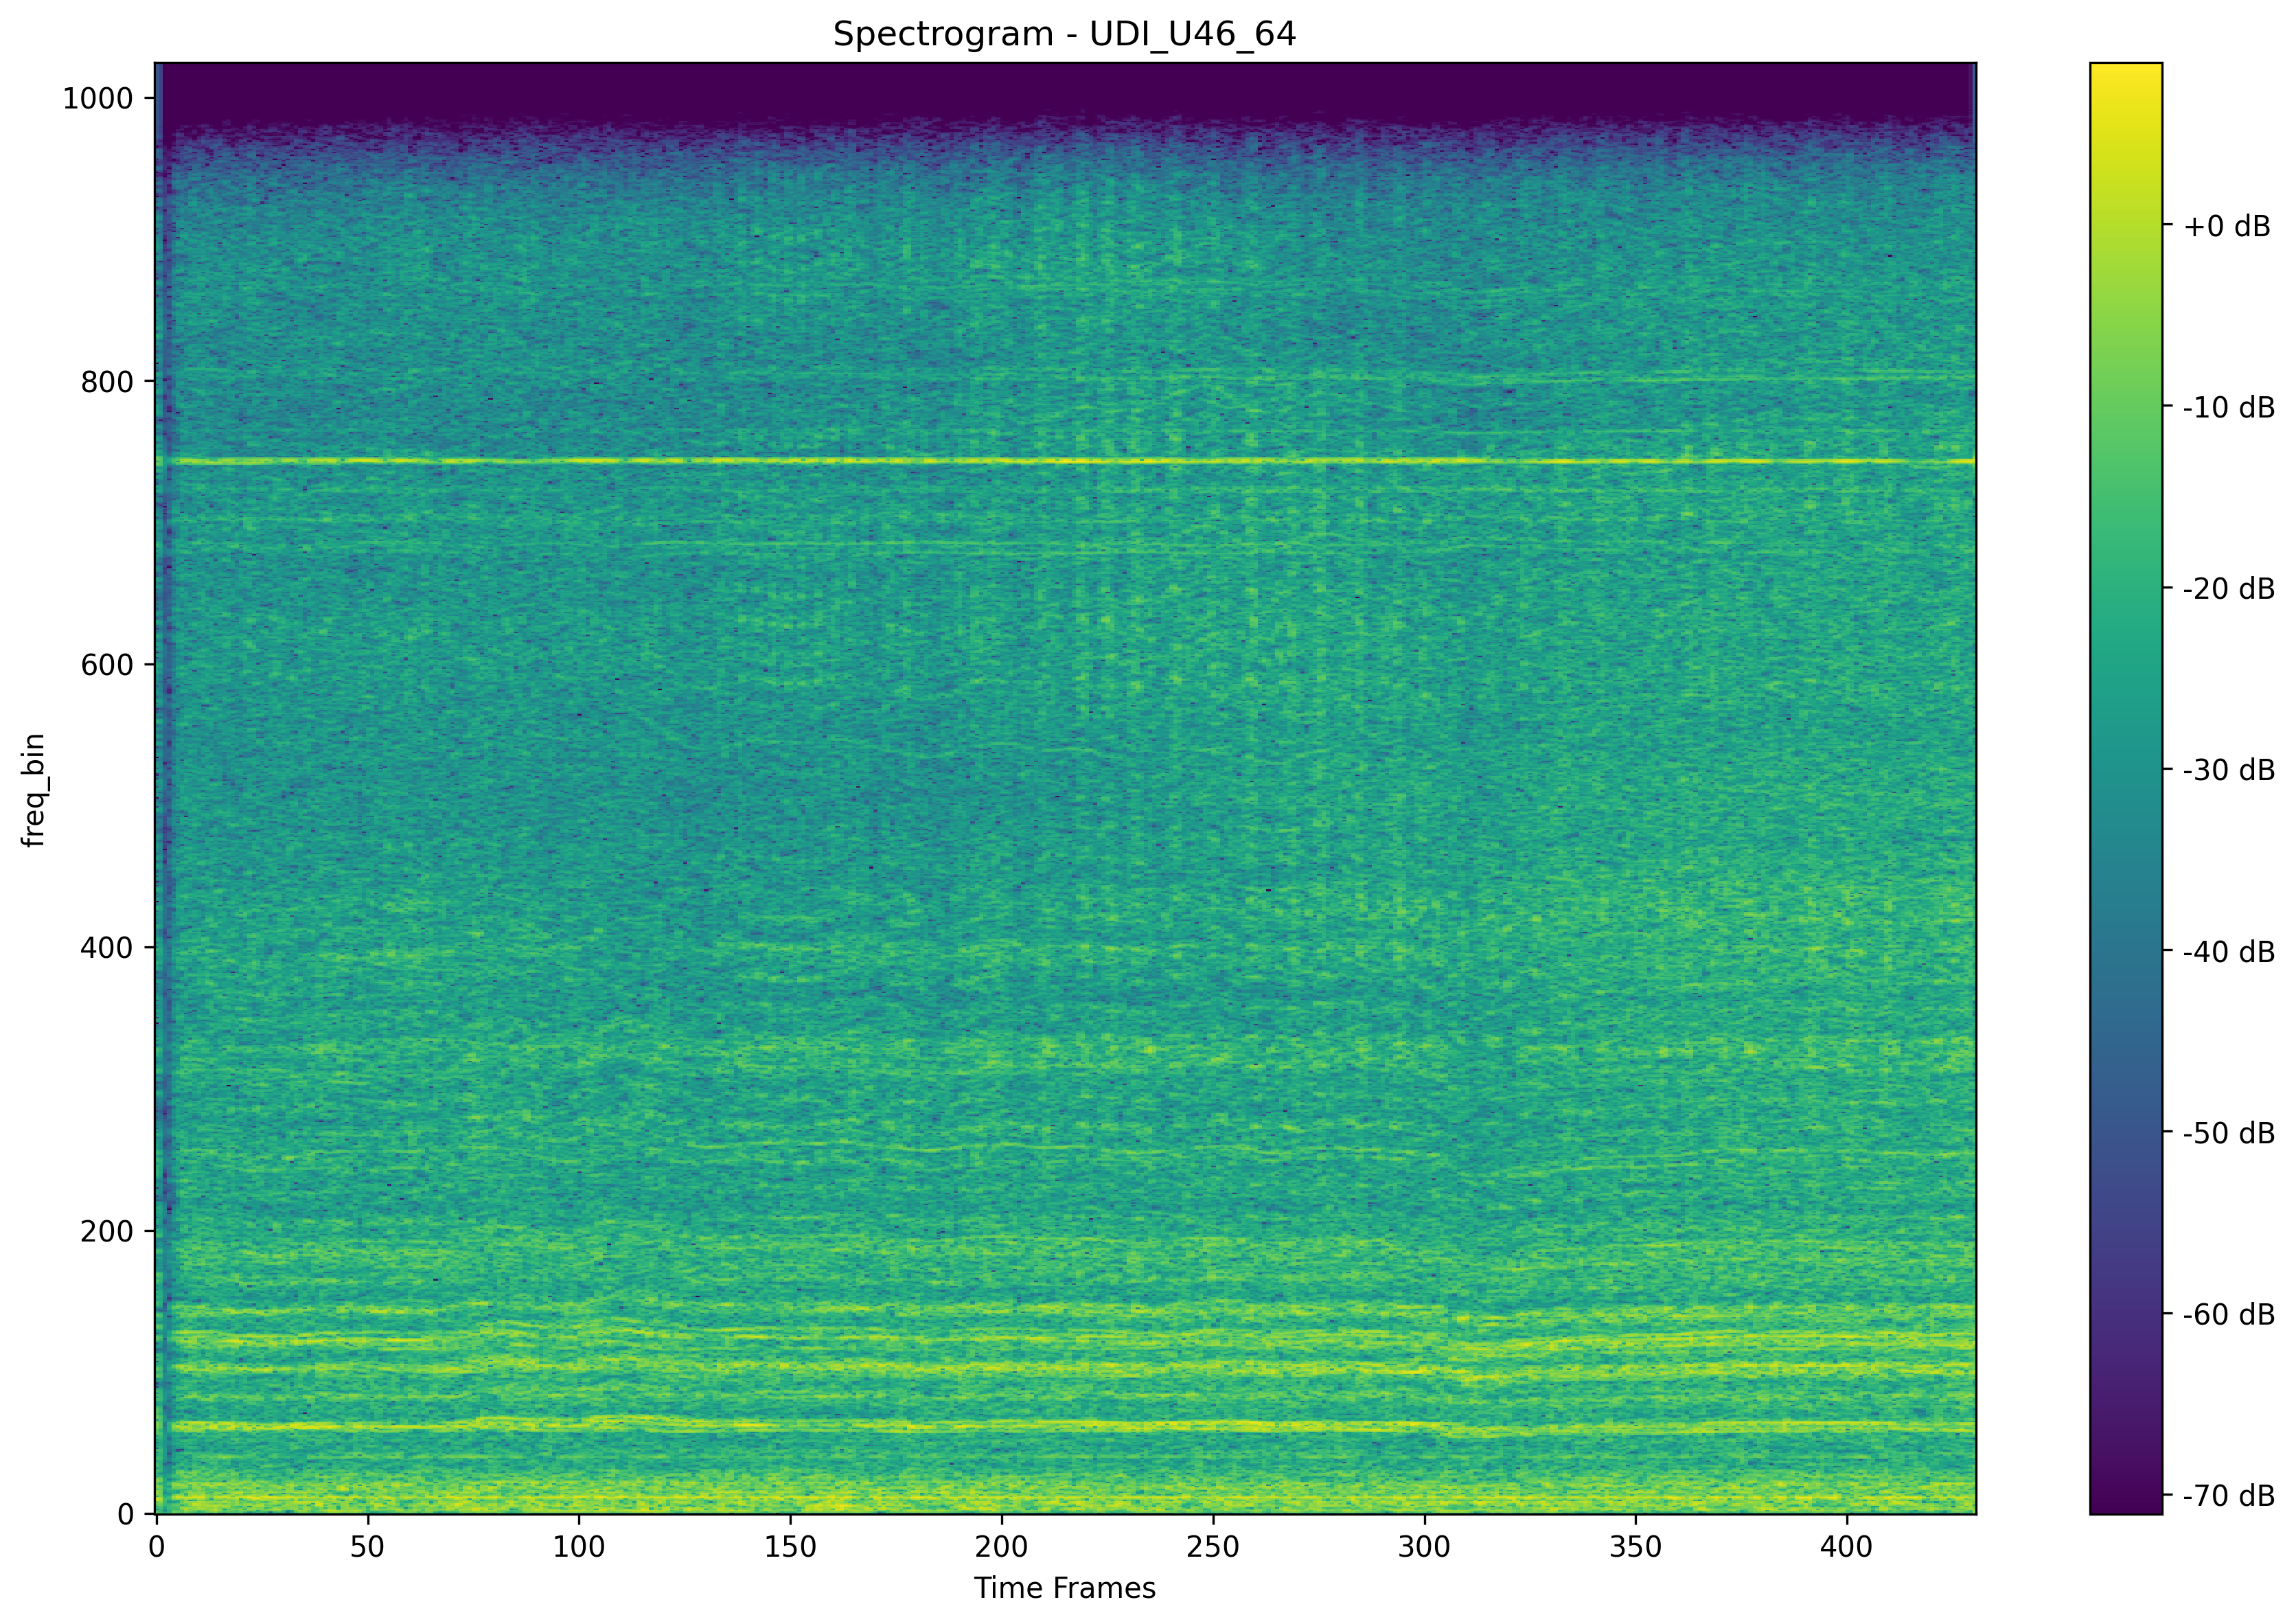 Spectrogram - UDI_U46_64
1000
800
600
400
200
0
freq_bin
0 50 100 150 200 250 300 350 400
Time Frames
+0 dB
-10 dB
-20 dB
-30 dB
-40 dB
-50 dB
-60 dB
-70 dB